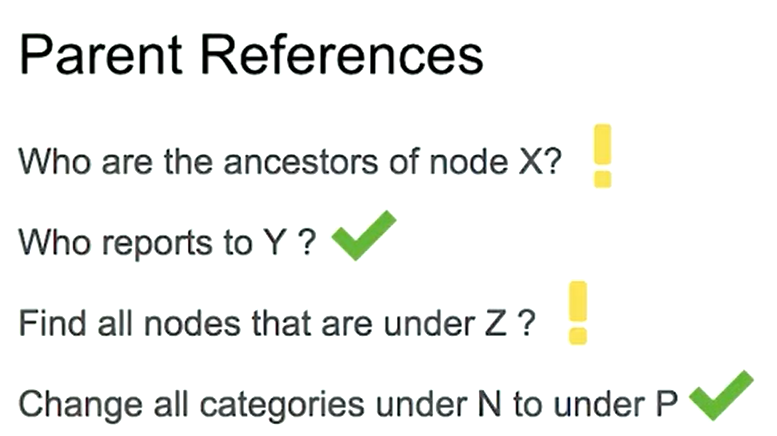 Parent References
Who are the ancestors of node X?
Who reports to Y ?
Find all nodes that are under Z ?
Change all categories under N to under P